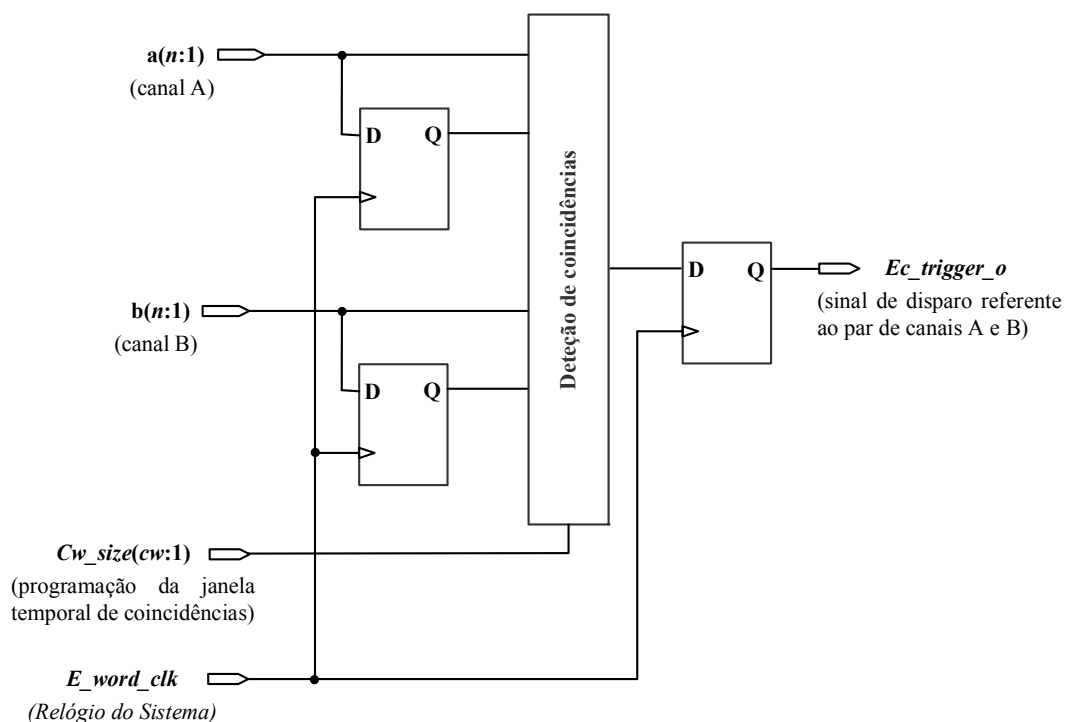 a(n:1)
(canal A)
D Q
b(n:1)
(canal B)
D Q
Deteção de coincidências
D Q
Ec_trigger_o
(sinal de disparo referente
ao par de canais A e B)
Cw_size(cw:1)
(programação da janela
temporal de coincidências)
E_word_clk
(Relógio do Sistema)